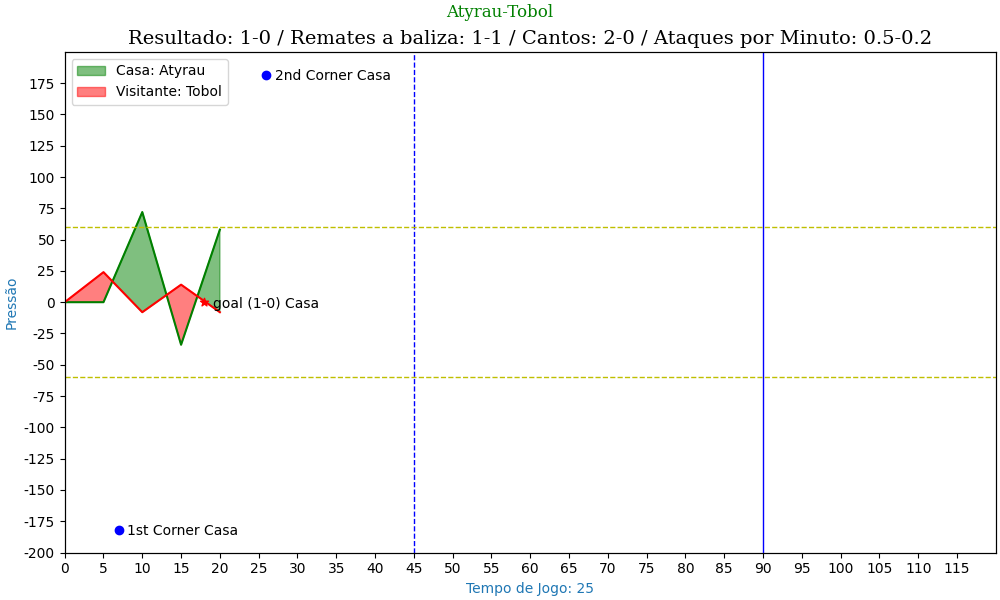 Atyrau-Tobol
Resultado: 1-0 / Remates a baliza: 1-1 / Cantos: 2-0 / Ataques por Minuto: 0.5-0.2
Casa: Atyrau
Visitante: Tobol
2nd Corner Casa
175
150
125
100
75
50
25
0
-25
-50
-75
-100
-125
-150
-175
-200
Pressão
goal (1-0) Casa
1st Corner Casa
0 5 10 15 20 25 30 35 40 45 50 55 60 65 70 75 80 85 90 95 100 105 110 115
Tempo de Jogo: 25